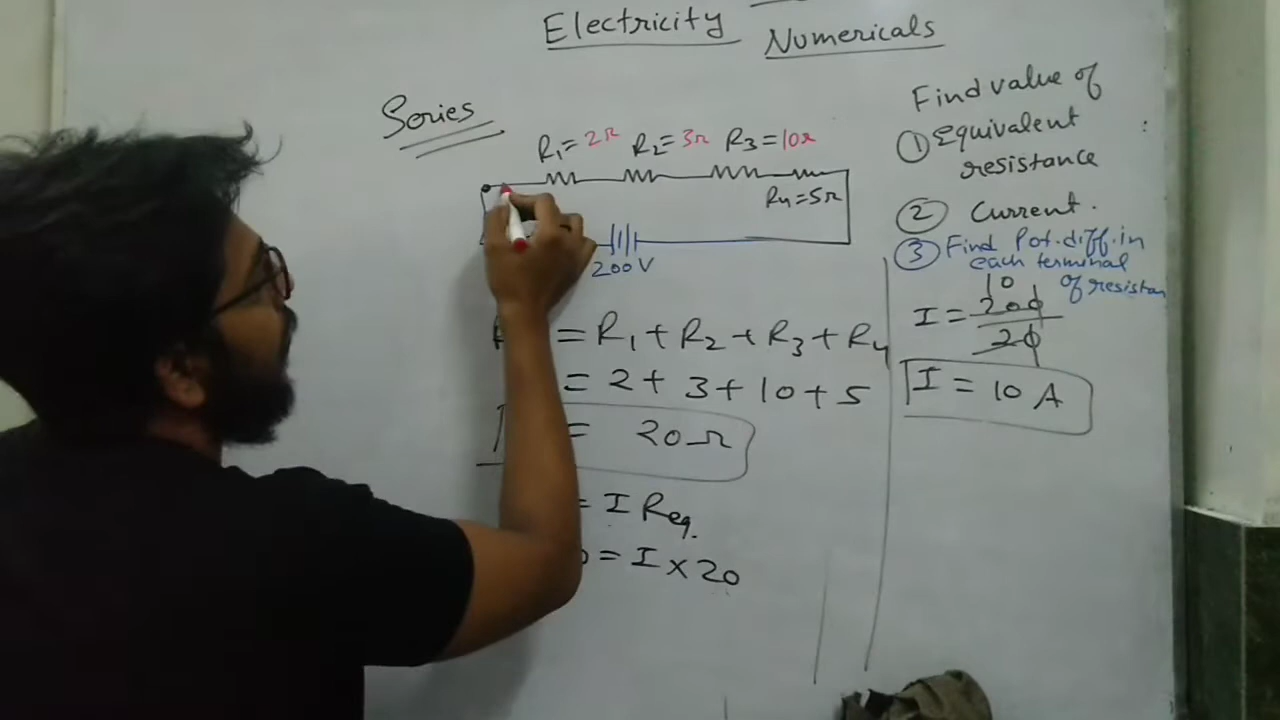 Electricity Numericals
Series
R₁=2Ω R₂=3Ω R₃=10Ω
R₄=5Ω
200V
= R₁ + R₂ + R₃ + R₄
= 2 + 3 + 10 + 5
= 20Ω
= I Req.
= I × 20
Find value of
① Equivalent
resistance
② Current.
③ Find Pot. diff. in
each terminal
of resistan
10
I = 200
20
I = 10 A